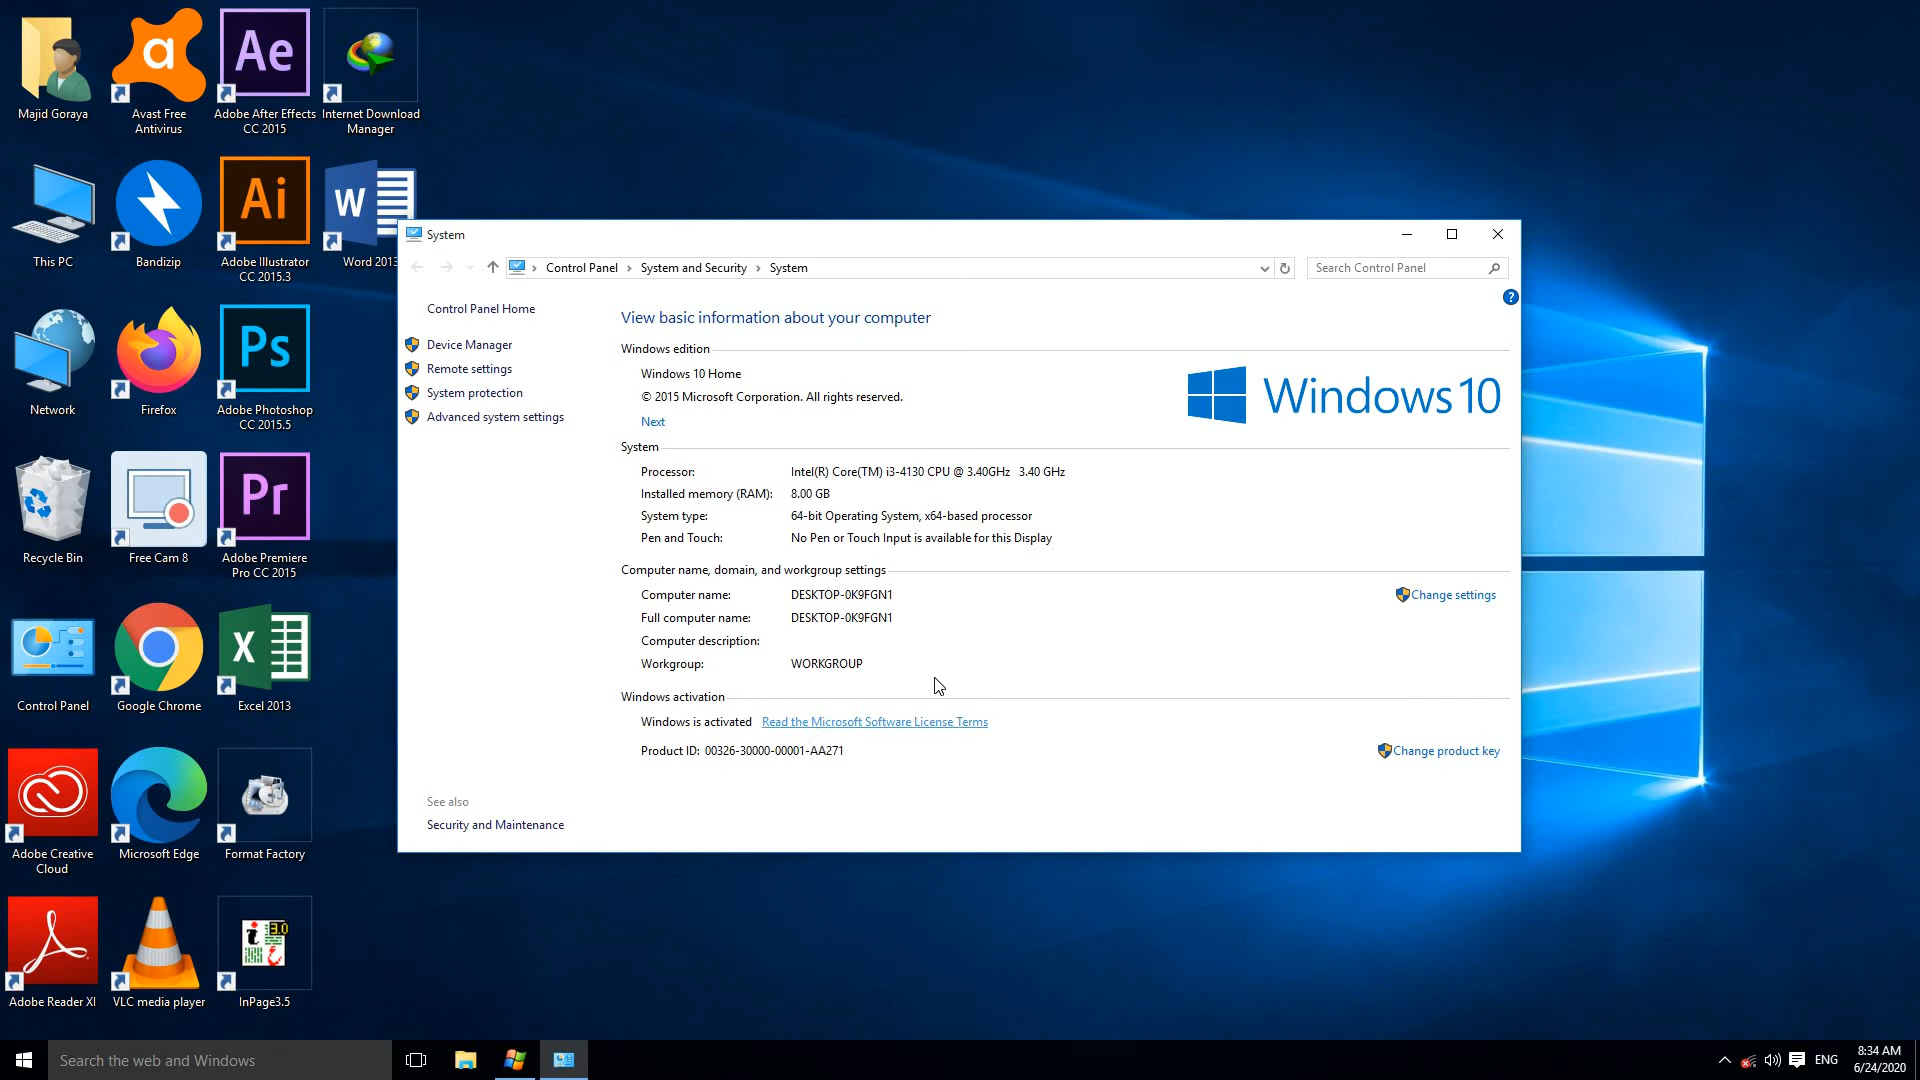 Majid Goraya
Avast Free
Antivirus
Ae
Adobe After Effects
CC 2015
Internet Download
Manager
This PC
Bandizip
Ai
Adobe Illustrator
CC 2015.3
W
Word 2013
Network
Firefox
Ps
Adobe Photoshop
CC 2015.5
Recycle Bin
Free Cam 8
Pr
Adobe Premiere
Pro CC 2015
Control Panel
Google Chrome
X
Excel 2013
Adobe Creative
Cloud
Microsoft Edge
Format Factory
Adobe Reader XI
VLC media player
3.0
InPage3.5
System
Control Panel > System and Security > System
Search Control Panel
?
Control Panel Home
Device Manager
Remote settings
System protection
Advanced system settings
See also
Security and Maintenance
View basic information about your computer
Windows edition
Windows 10 Home
© 2015 Microsoft Corporation. All rights reserved.
Next
Windows 10
System
Processor: Intel(R) Core(TM) i3-4130 CPU @ 3.40GHz 3.40 GHz
Installed memory (RAM): 8.00 GB
System type: 64-bit Operating System, x64-based processor
Pen and Touch: No Pen or Touch Input is available for this Display
Computer name, domain, and workgroup settings
Computer name: DESKTOP-0K9FGN1
Change settings
Full computer name: DESKTOP-0K9FGN1
Computer description:
Workgroup: WORKGROUP
Windows activation
Windows is activated Read the Microsoft Software License Terms
Product ID: 00326-30000-00001-AA271
Change product key
Search the web and Windows
ENG
8:34 AM
6/24/2020